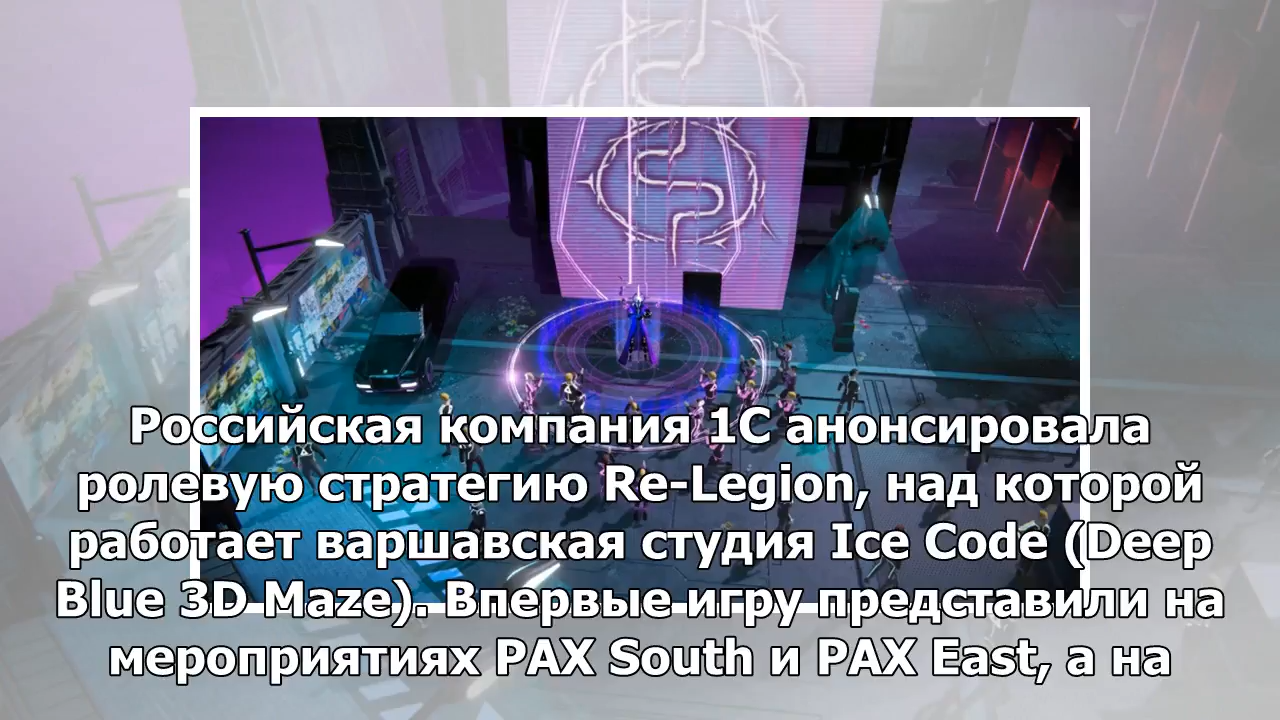 Российская компания 1С анонсировала
ролевую стратегию Re-Legion, над которой
работает варшавская студия Ice Code (Deep
Blue 3D Maze). Впервые игру представили на
мероприятиях PAX South и PAX East, а на